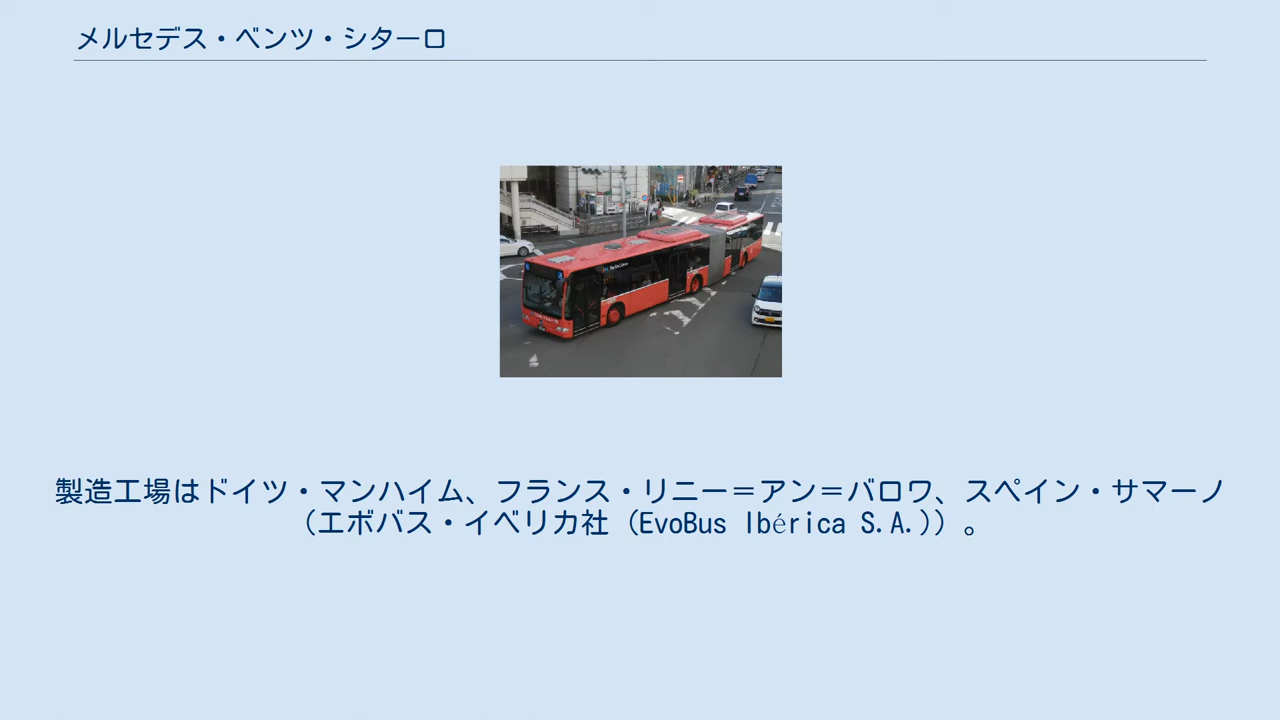 メルセデス・ベンツ・シターロ
製造工場はドイツ・マンハイム、フランス・リニー＝アン＝バロワ、スペイン・サマーノ
（エボバス・イベリカ社（EvoBus Ibérica S.A.)）。